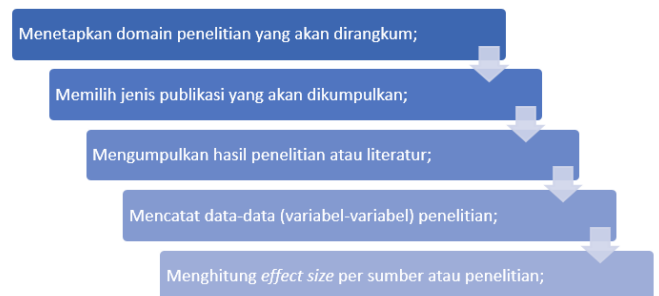 Menetapkan domain penelitian yang akan dirangkum;
Memilih jenis publikasi yang akan dikumpulkan;
Mengumpulkan hasil penelitian atau literatur;
Mencatat data-data (variabel-variabel) penelitian;
Menghitung effect size per sumber atau penelitian;